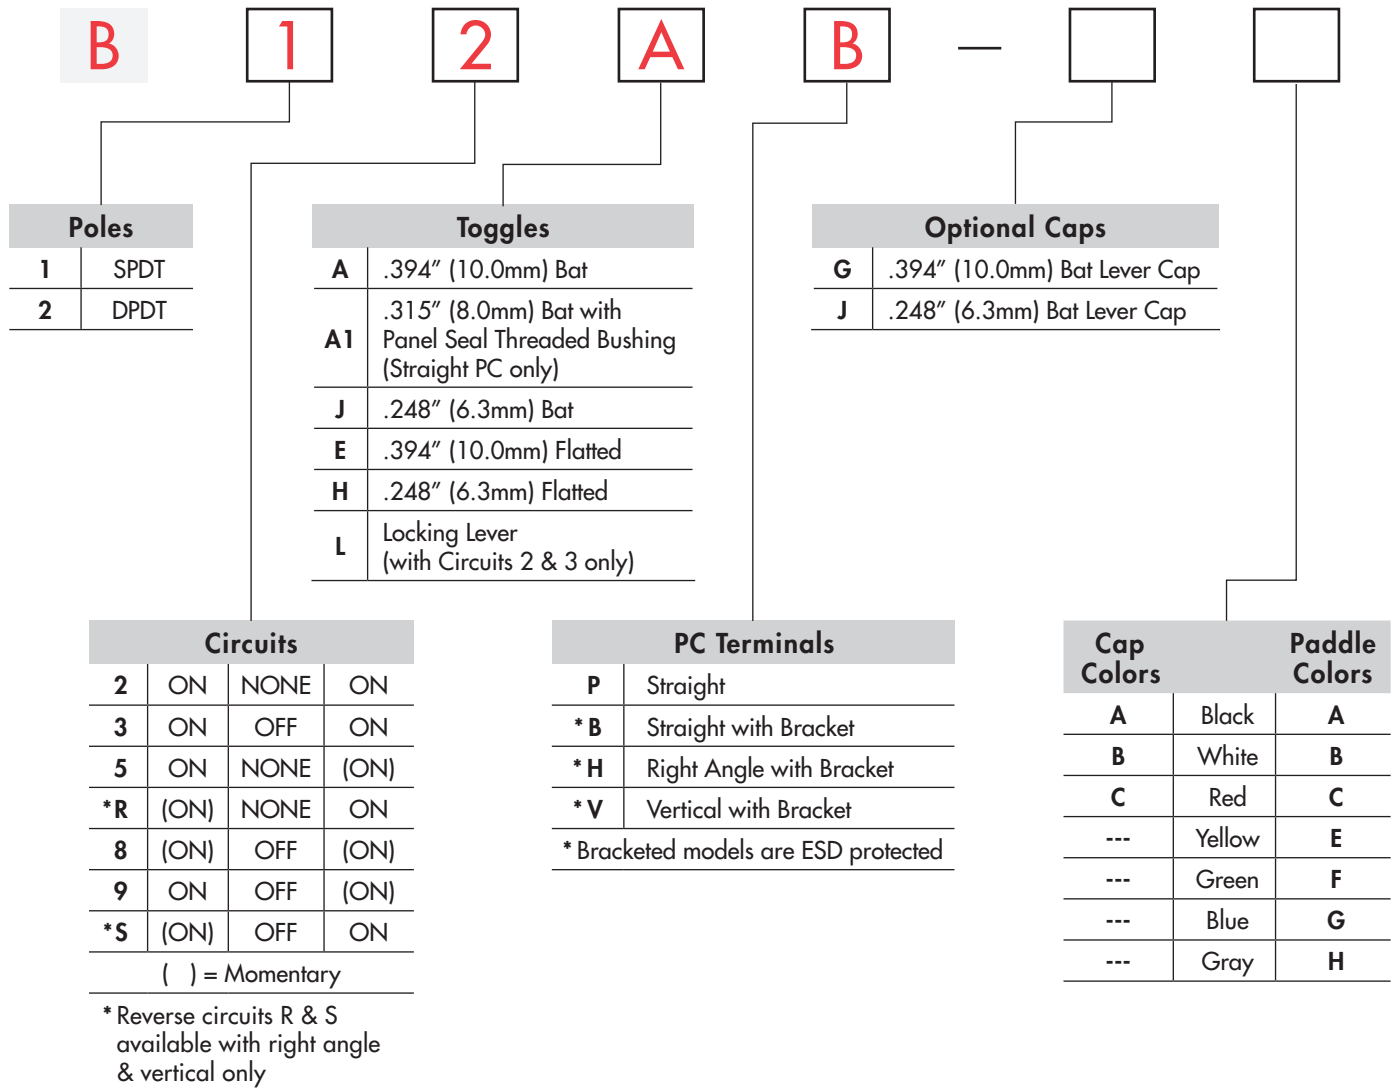 B 1 2 A B —
Poles
1 SPDT
2 DPDT
Toggles
A .394" (10.0mm) Bat
A1 .315" (8.0mm) Bat with
Panel Seal Threaded Bushing
(Straight PC only)
J .248" (6.3mm) Bat
E .394" (10.0mm) Flatted
H .248" (6.3mm) Flatted
L Locking Lever
(with Circuits 2 & 3 only)
Optional Caps
G .394" (10.0mm) Bat Lever Cap
J .248" (6.3mm) Bat Lever Cap
Circuits
2 ON NONE ON
3 ON OFF ON
5 ON NONE (ON)
*R (ON) NONE ON
8 (ON) OFF (ON)
9 ON OFF (ON)
*S (ON) OFF ON
( ) = Momentary
* Reverse circuits R & S
available with right angle
& vertical only
PC Terminals
P Straight
* B Straight with Bracket
* H Right Angle with Bracket
* V Vertical with Bracket
* Bracketed models are ESD protected
Cap Paddle
Colors Colors
A Black A
B White B
C Red C
--- Yellow E
--- Green F
--- Blue G
--- Gray H